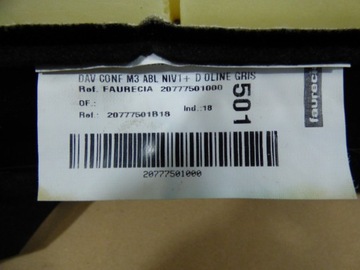 DAV CONF M3 ABL NIV1+ D OLINE GRIS
Ref. FAURECIA 20777501000
OF.:
Ind.:18
Ref.: 20777501B18
501
faurecia
20777501000